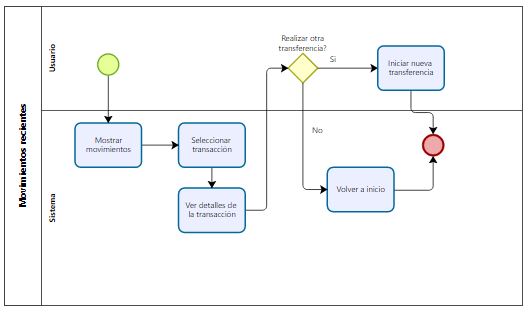 Movimientos recientes
Usuario
Realizar otra
transferencia?
Si
Iniciar nueva
transferencia
Sistema
Mostrar
movimientos
Seleccionar
transacción
No
Ver detalles de
la transacción
Volver a inicio